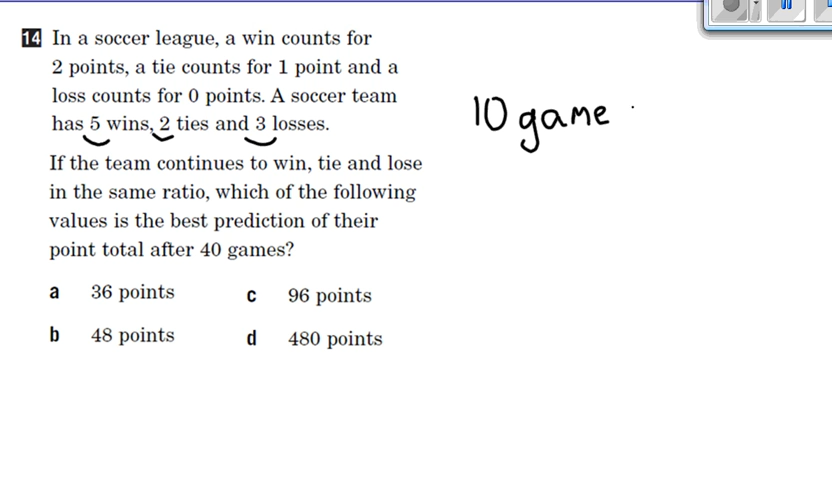 14 In a soccer league, a win counts for
2 points, a tie counts for 1 point and a
loss counts for 0 points. A soccer team
has 5 wins, 2 ties and 3 losses.
10 game
If the team continues to win, tie and lose
in the same ratio, which of the following
values is the best prediction of their
point total after 40 games?
a 36 points c 96 points
b 48 points d 480 points